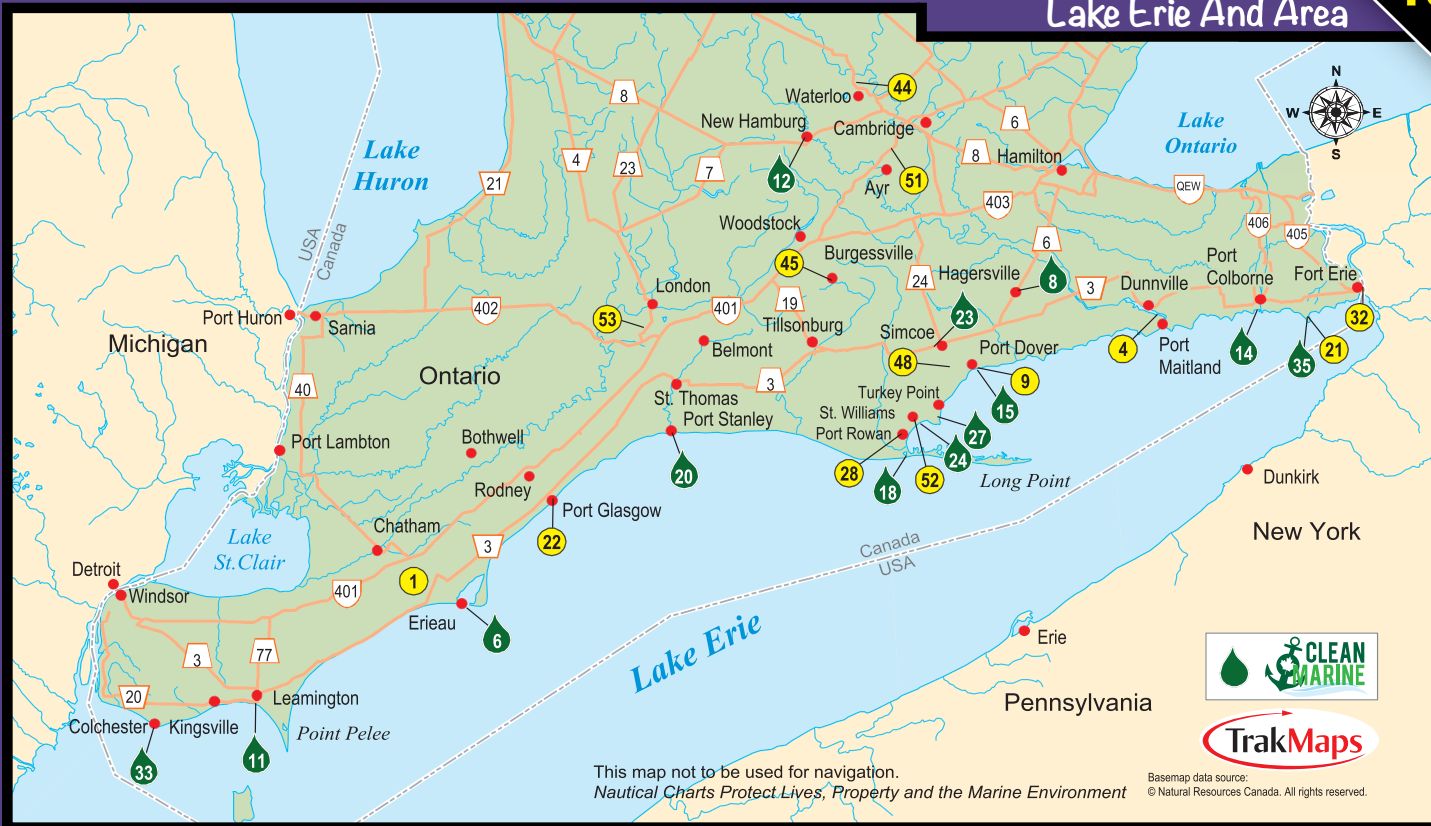 Lake Erie And Area
N
W
E
S
44
8
Waterloo
New Hamburg
Cambridge
6
Lake
Ontario
Lake
Huron
4
23
7
8
Hamilton
21
12
Ayr
51
QEW
403
Woodstock
406
405
USA
Canada
6
45
Burgessville
Port
Colborne
24
Hagersville
8
3
Dunnville
Fort Erie
London
402
401
19
23
Port Huron
Sarnia
53
Tillsonburg
Simcoe
32
Michigan
Belmont
Port Dover
4
Port
Maitland
14
35
21
48
Ontario
40
3
9
St. Thomas
Turkey Point
15
Port Stanley
St. Williams
Port Rowan
27
Port Lambton
Bothwell
24
20
28
18
52
Long Point
Dunkirk
Rodney
Port Glasgow
New York
Chatham
22
Lake
St.Clair
3
Canada
USA
Detroit
Windsor
401
1
Erieau
6
Lake Erie
Erie
3
77
CLEAN
MARINE
20
Leamington
Pennsylvania
Colchester
Kingsville
Point Pelee
TrakMaps
33
11
This map not to be used for navigation.
Nautical Charts Protect Lives, Property and the Marine Environment
Basemap data source:
© Natural Resources Canada. All rights reserved.